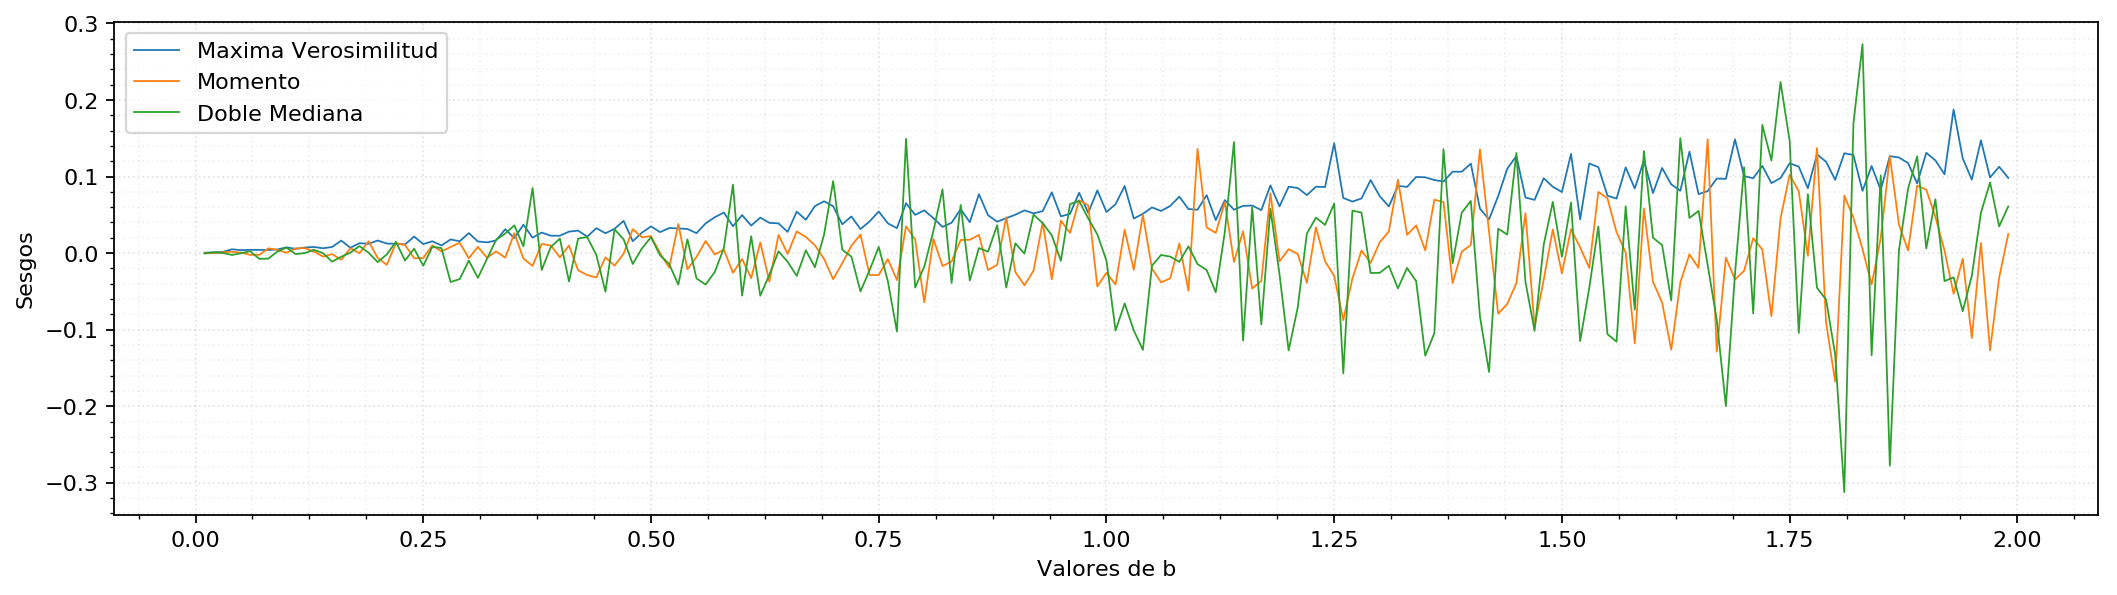 0.3
0.2
0.1
0.0
−0.1
−0.2
−0.3
Sesgos
Maxima Verosimilitud
Momento
Doble Mediana
0.00 0.25 0.50 0.75 1.00 1.25 1.50 1.75 2.00
Valores de b